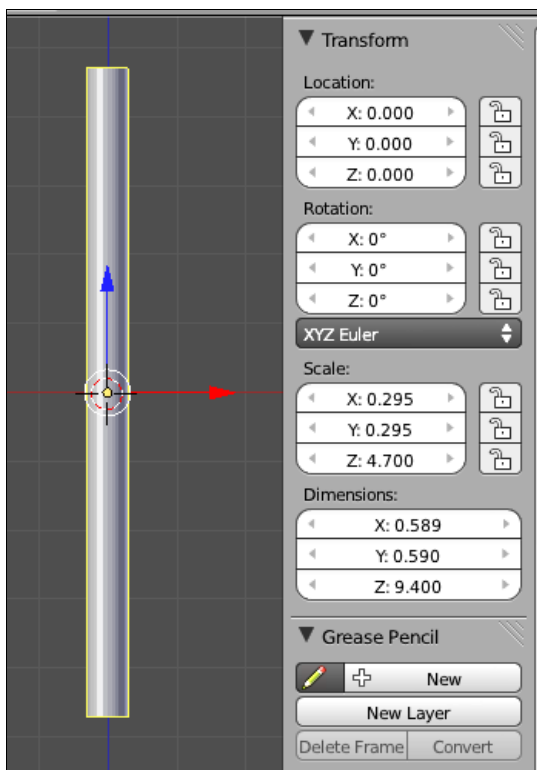 Transform
Location:
X: 0.000
Y: 0.000
Z: 0.000
Rotation:
X: 0°
Y: 0°
Z: 0°
XYZ Euler
Scale:
X: 0.295
Y: 0.295
Z: 4.700
Dimensions:
X: 0.589
Y: 0.590
Z: 9.400
Grease Pencil
New
New Layer
Delete Frame Convert